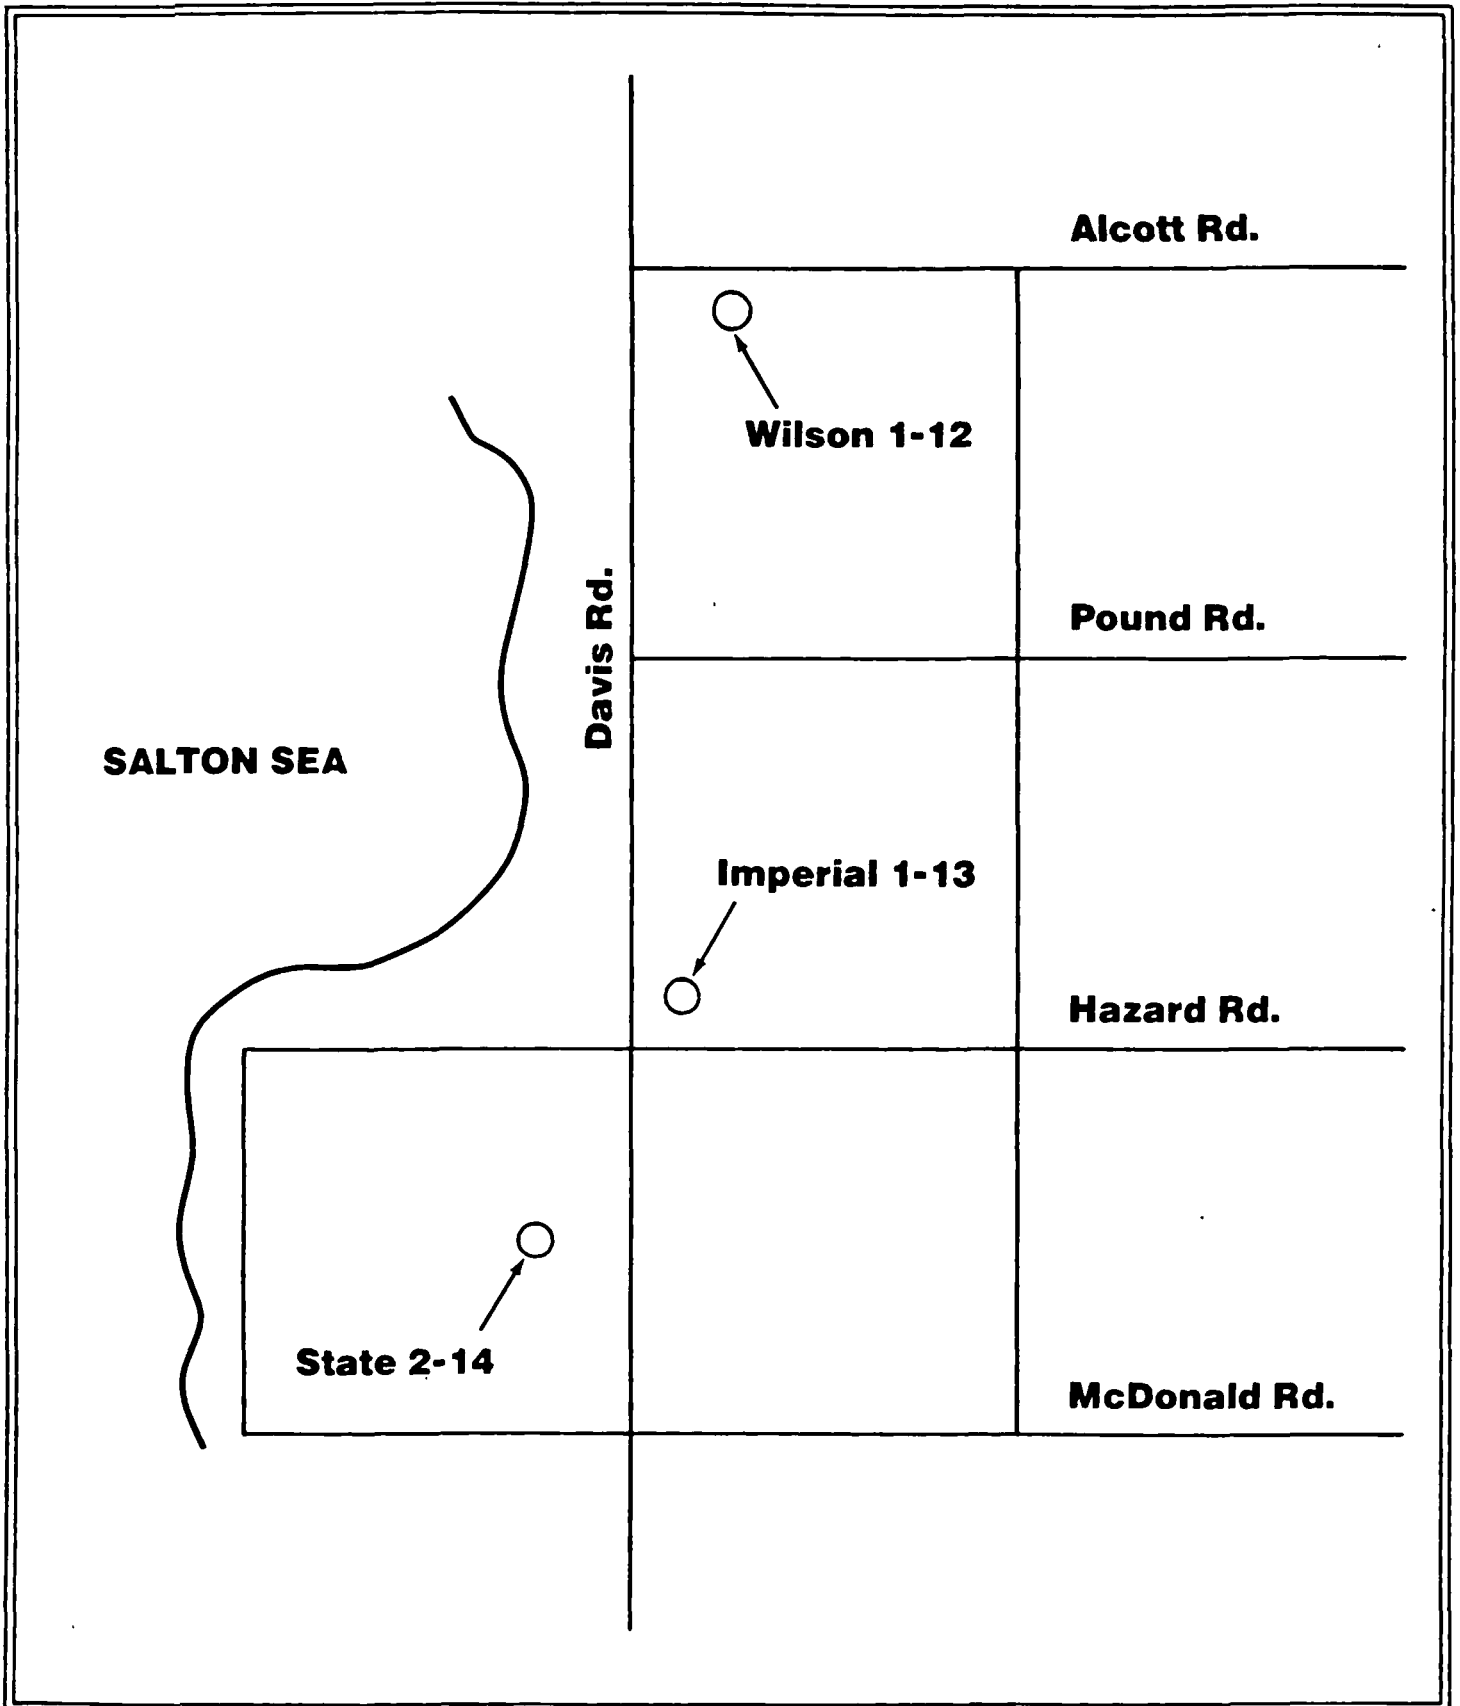 Alcott Rd.
Wilson 1-12
Davis Rd.
Pound Rd.
SALTON SEA
Imperial 1-13
Hazard Rd.
State 2-14
McDonald Rd.